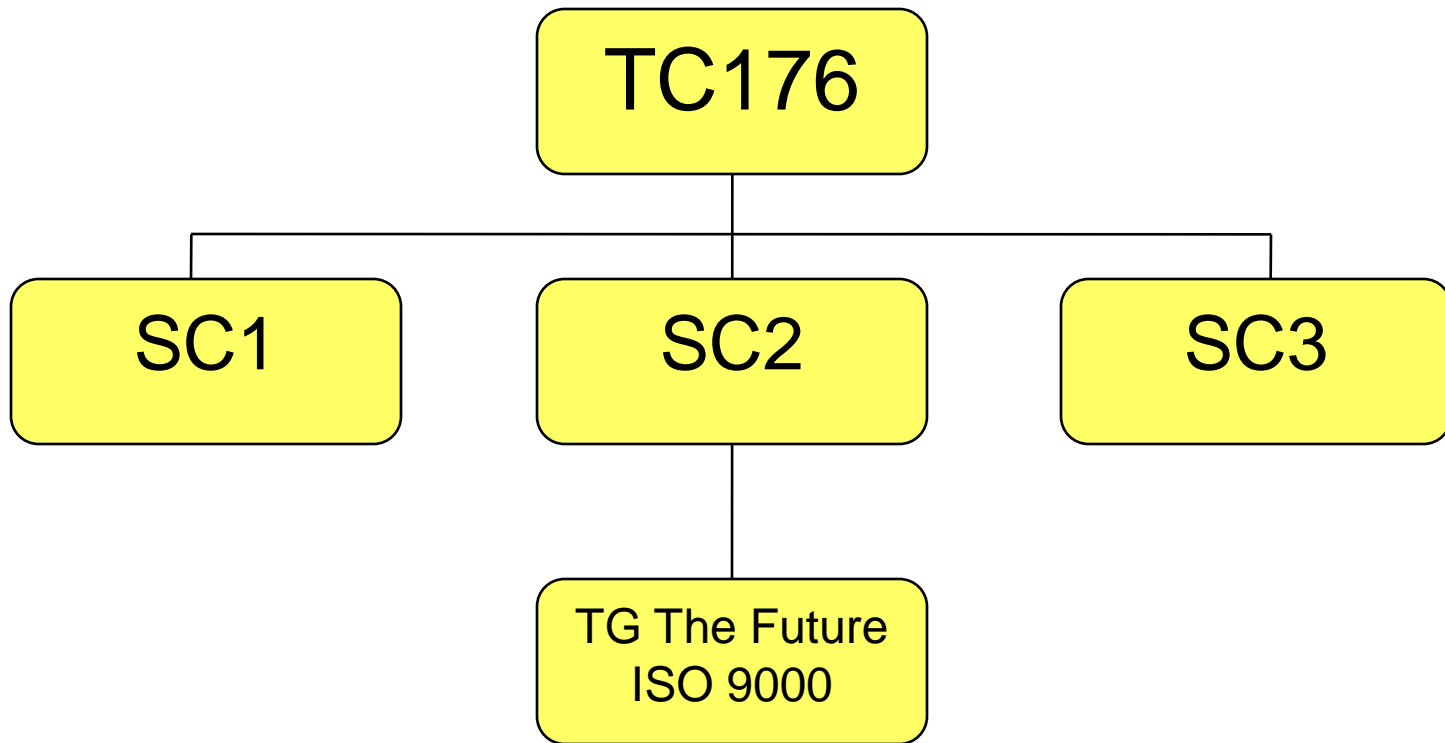 TC176
SC1
SC2
SC3
TG The Future
ISO 9000